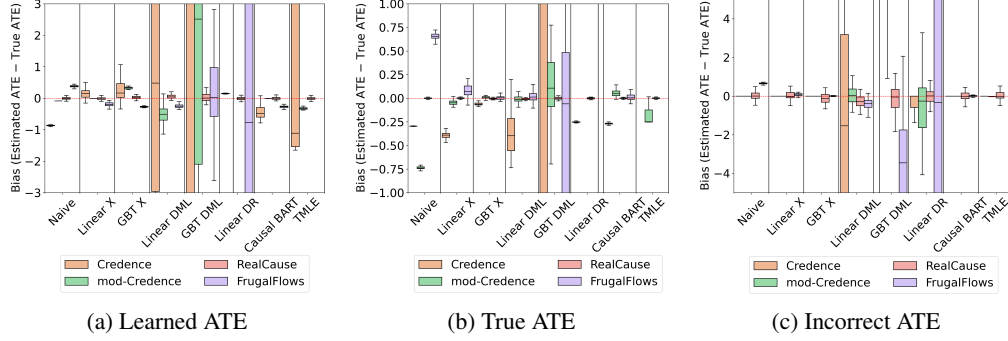 Bias (Estimated ATE − True ATE)
3
2
1
0
−1
−2
−3
Naive
Linear X
GBT X
Linear DML
GBT DML
Linear DR
Causal BART
TMLE
Credence
mod-Credence
RealCause
FrugalFlows
(a) Learned ATE
Bias (Estimated ATE − True ATE)
1.00
0.75
0.50
0.25
0.00
−0.25
−0.50
−0.75
−1.00
Naive
Linear X
GBT X
Linear DML
GBT DML
Linear DR
Causal BART
TMLE
Credence
mod-Credence
RealCause
FrugalFlows
(b) True ATE
Bias (Estimated ATE − True ATE)
4
2
0
−2
−4
Naive
Linear X
GBT X
Linear DML
GBT DML
Linear DR
Causal BART
TMLE
Credence
mod-Credence
RealCause
FrugalFlows
(c) Incorrect ATE